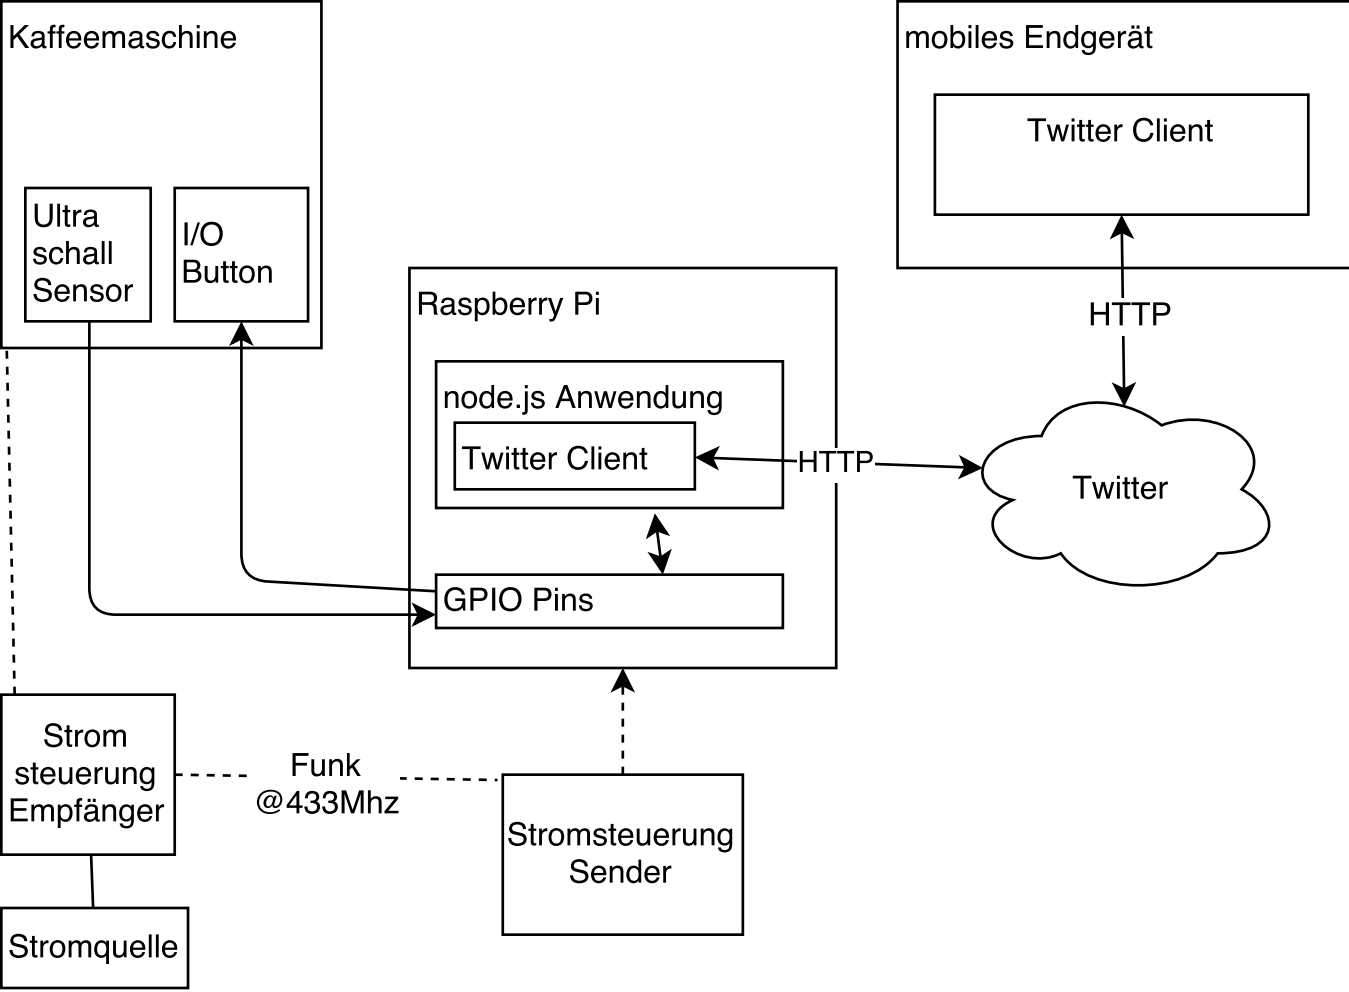 Kaffeemaschine
Ultra
schall
Sensor
I/O
Button
mobiles Endgerät
Twitter Client
HTTP
Raspberry Pi
node.js Anwendung
Twitter Client
HTTP
Twitter
GPIO Pins
Strom
steuerung
Empfänger
Funk
@433Mhz
Stromsteuerung
Sender
Stromquelle